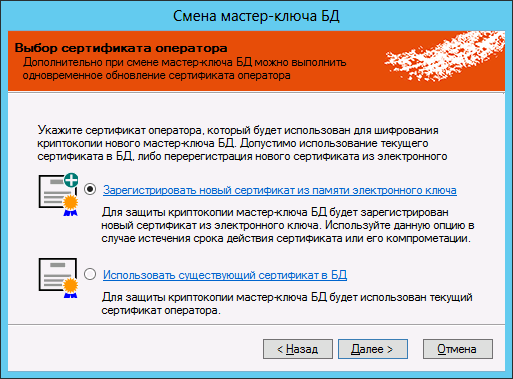 Смена мастер-ключа БД
Выбор сертификата оператора
Дополнительно при смене мастер-ключа БД можно выполнить
одновременное обновление сертификата оператора
Укажите сертификат оператора, который будет использован для шифрования
криптокопии нового мастер-ключа БД. Допустимо использование текущего
сертификата в БД, либо перерегистрация нового сертификата из электронного
Зарегистрировать новый сертификат из памяти электронного ключа
Для защиты криптокопии мастер-ключа БД будет зарегистрирован
новый сертификат из электронного ключа. Используйте данную опцию в
случае истечения срока действия сертификата или его компрометации.
Использовать существующий сертификат в БД
Для защиты криптокопии мастер-ключа БД будет использован текущий
сертификат оператора.
< Назад
Далее >
Отмена